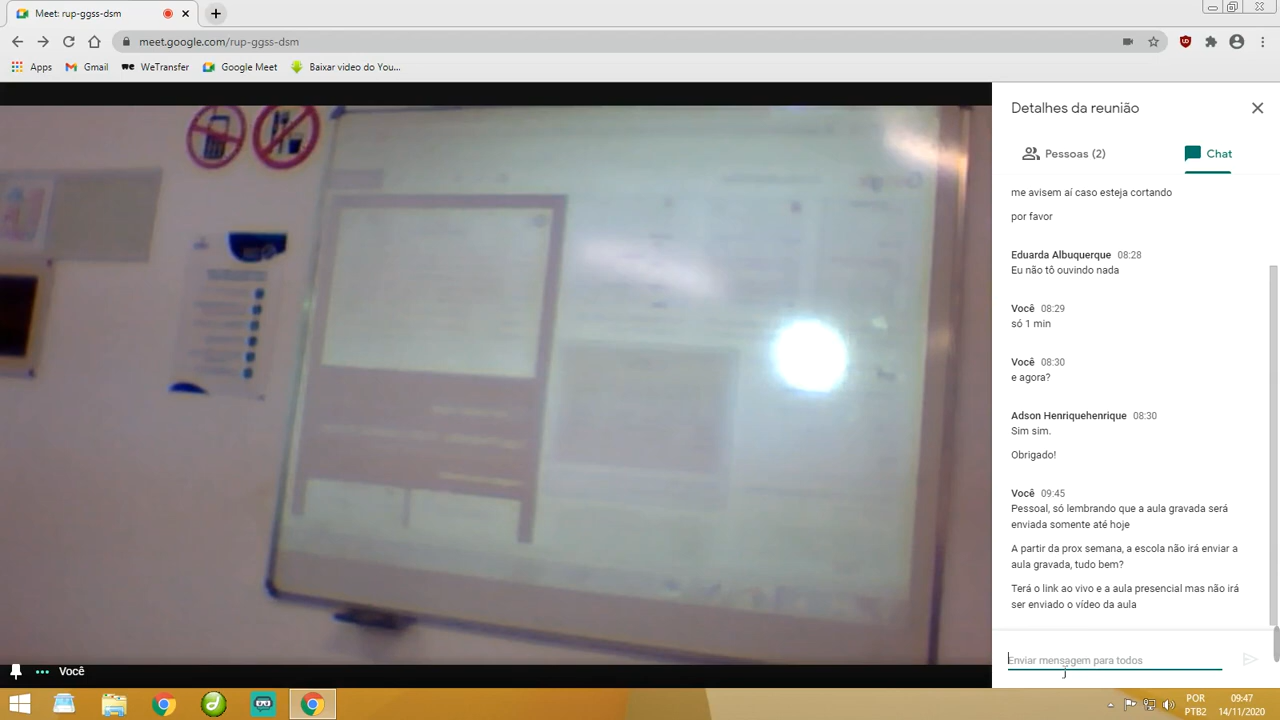 Meet: rup-ggss-dsm
meet.google.com/rup-ggss-dsm
Apps Gmail WeTransfer Google Meet Baixar video do You...
Detalhes da reunião
Pessoas (2) Chat
me avisem aí caso esteja cortando
por favor
Eduarda Albuquerque 08:28
Eu não tô ouvindo nada
Você 08:29
só 1 min
Você 08:30
e agora?
Adson Henriquehenrique 08:30
Sim sim.
Obrigado!
Você 09:45
Pessoal, só lembrando que a aula gravada será
enviada somente até hoje
A partir da prox semana, a escola não irá enviar a
aula gravada, tudo bem?
Terá o link ao vivo e a aula presencial mas não irá
ser enviado o vídeo da aula
Enviar mensagem para todos
Você
POR
PTB2
09:47
14/11/2020